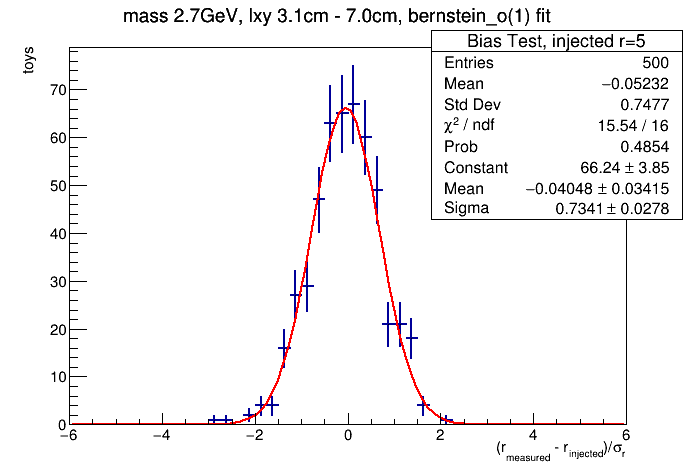 mass 2.7GeV, lxy 3.1cm - 7.0cm, bernstein_o(1) fit
Bias Test, injected r=5
Entries 500
Mean −0.05232
Std Dev 0.7477
χ² / ndf 15.54 / 16
Prob 0.4854
Constant 66.24 ± 3.85
Mean −0.04048 ± 0.03415
Sigma 0.7341 ± 0.0278
toys
70
60
50
40
30
20
10
0
−6 −4 −2 0 2 4 6
(r_measured - r_injected)/σ_r